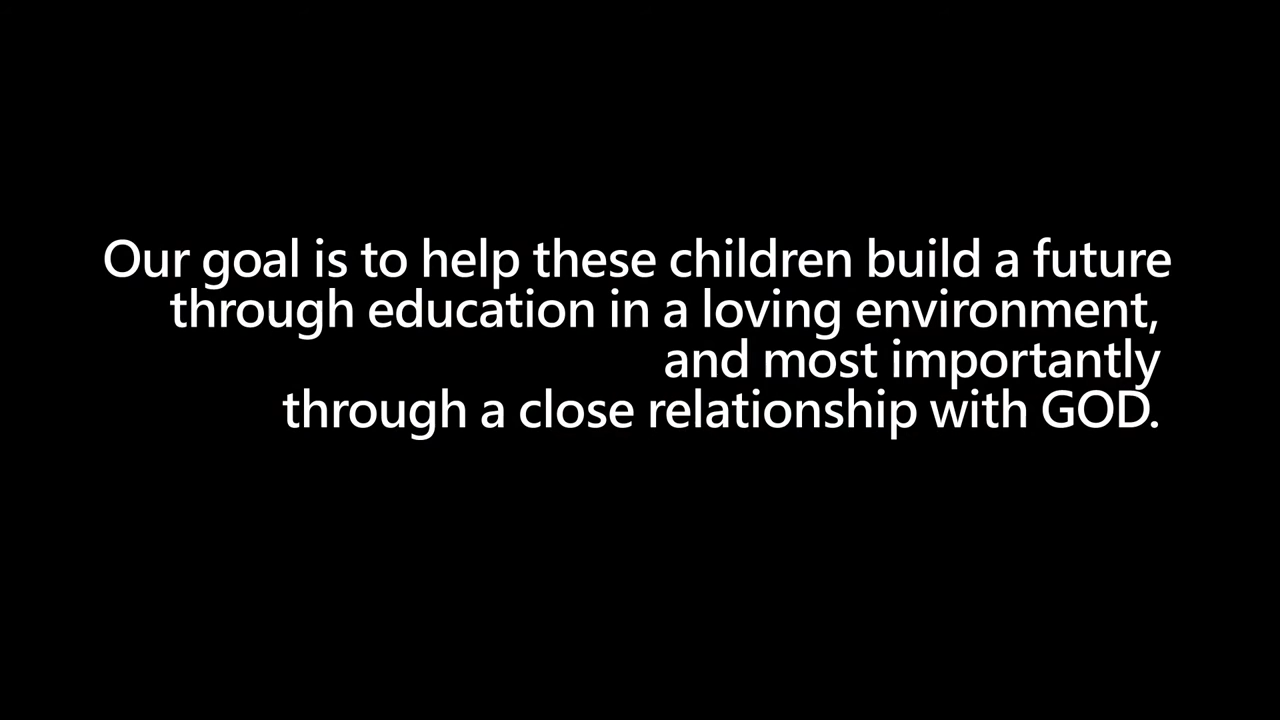 Our goal is to help these children build a future
through education in a loving environment,
and most importantly
through a close relationship with GOD.